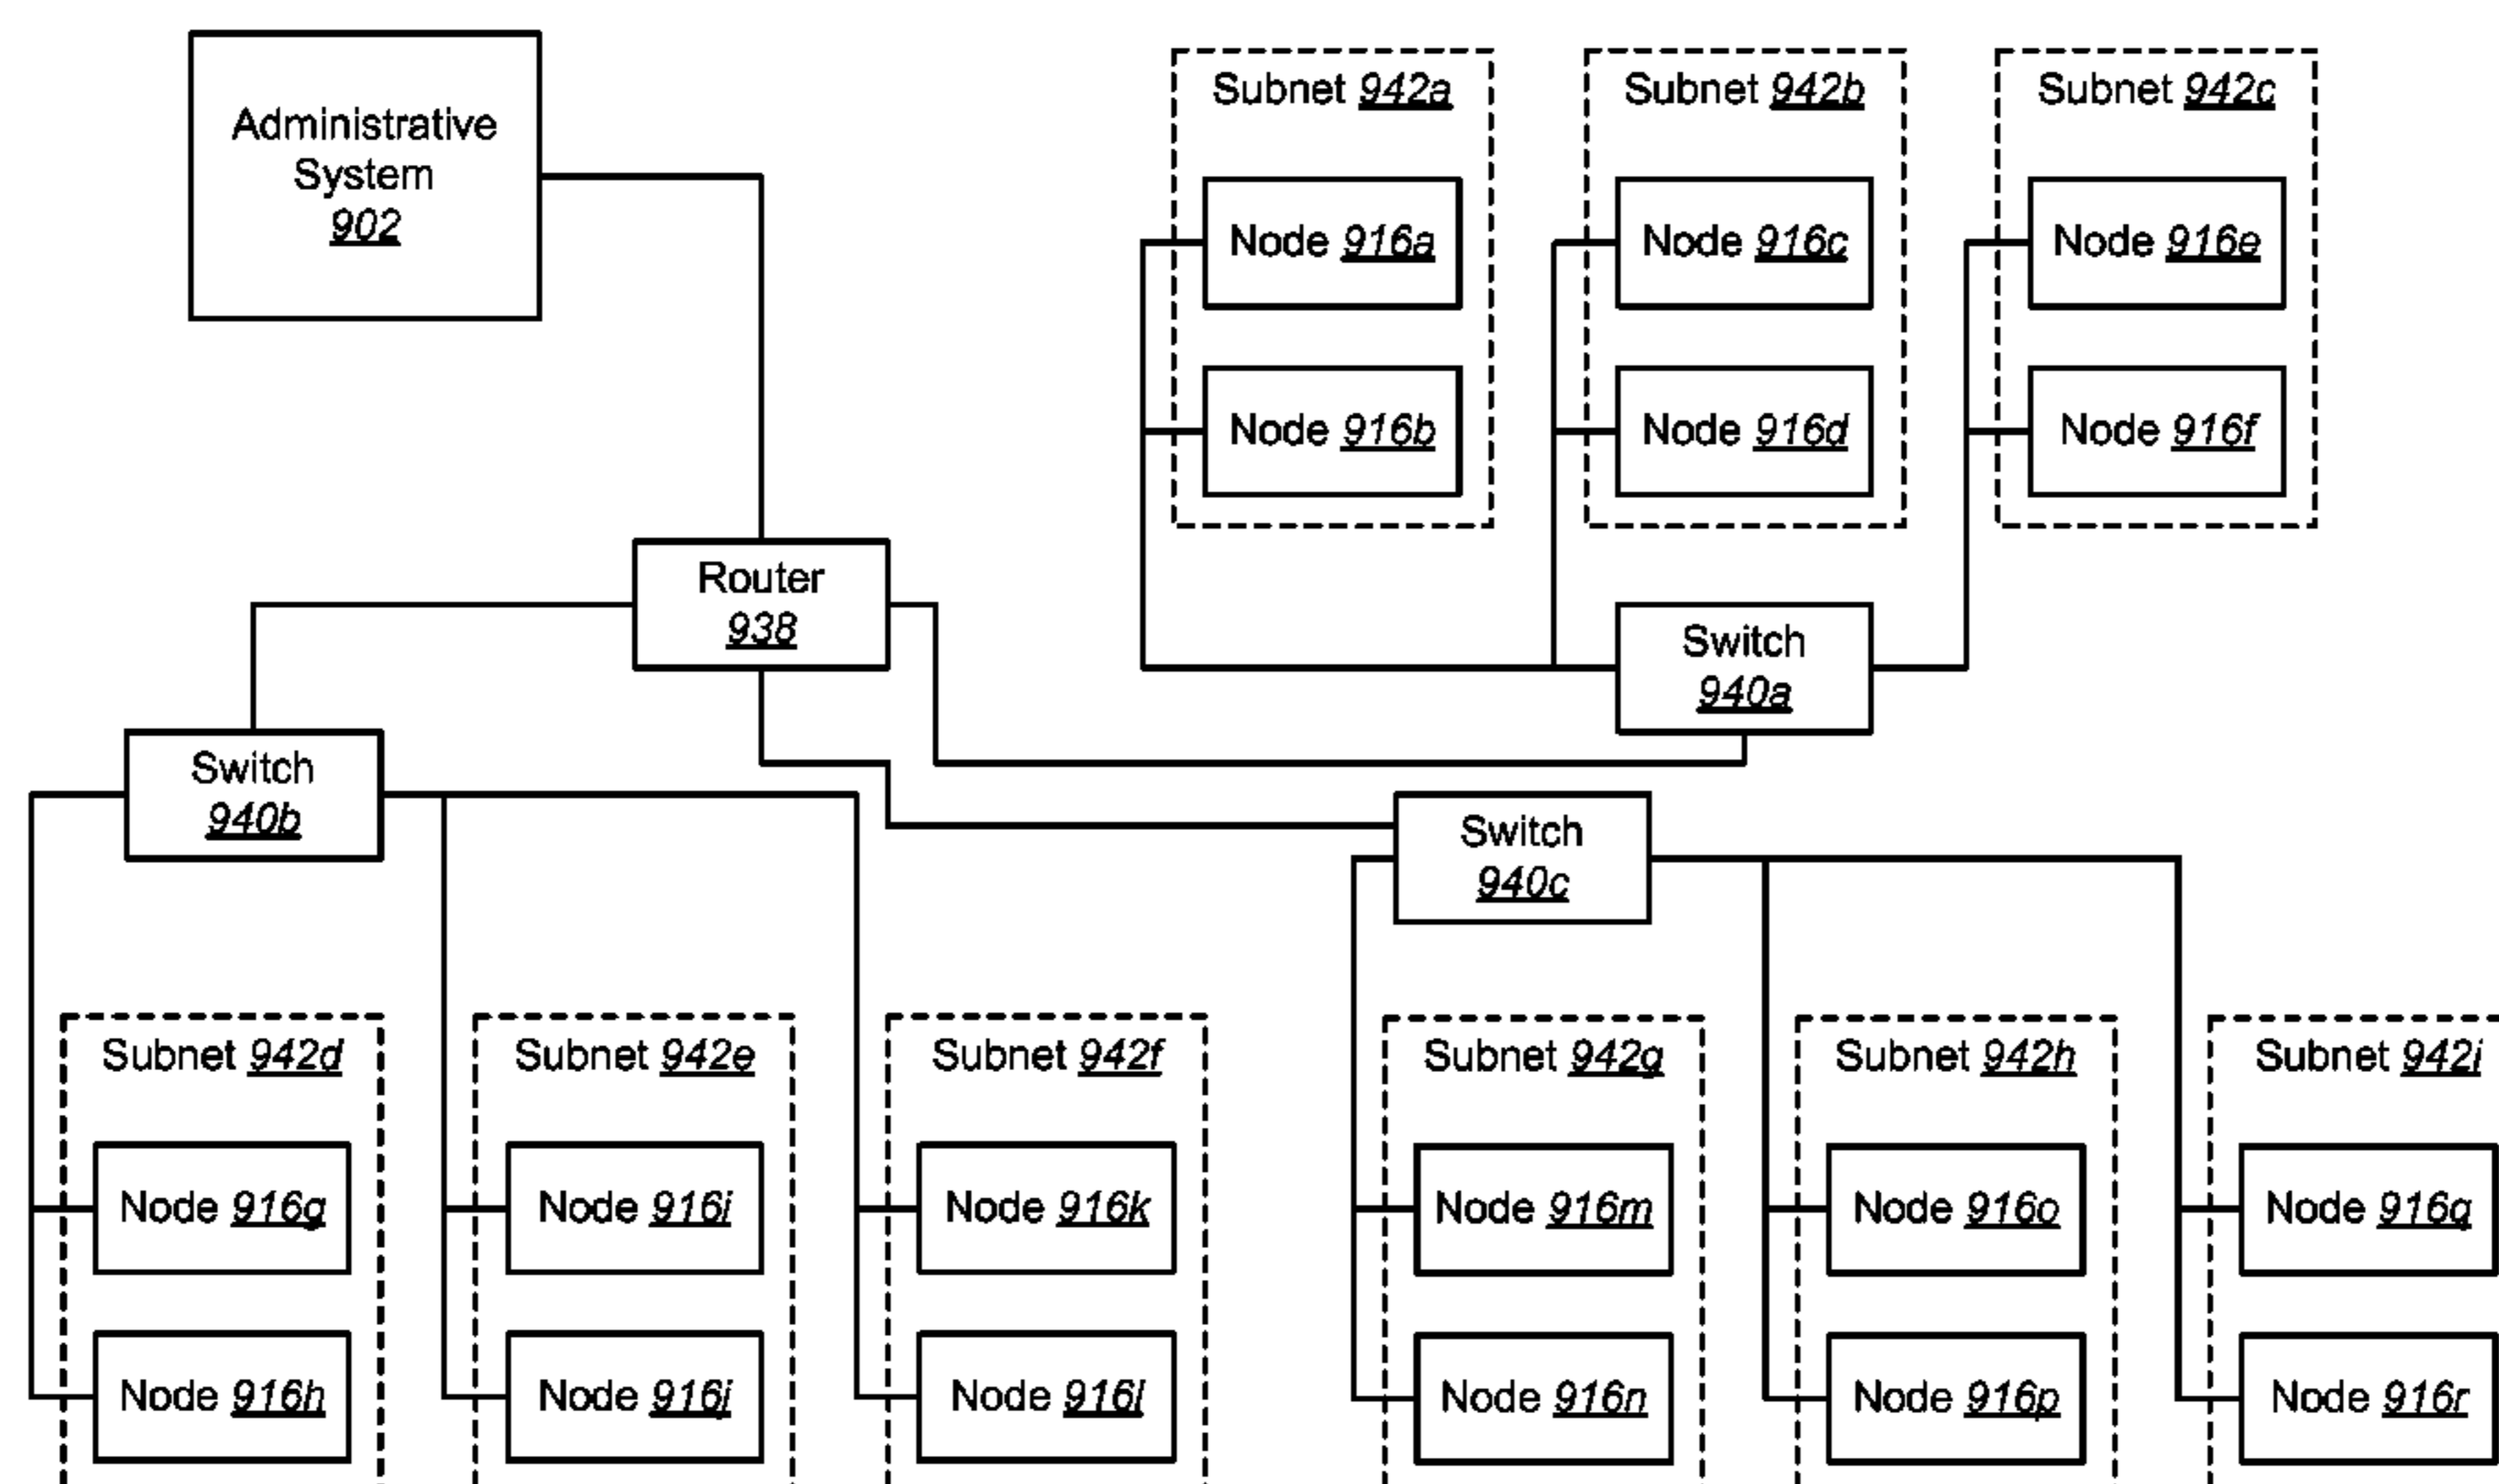 Administrative
System
902
Subnet 942a
Node 916a
Node 916b
Subnet 942b
Node 916c
Node 916d
Subnet 942c
Node 916e
Node 916f
Router
938
Switch
940a
Switch
940b
Switch
940c
Subnet 942d
Node 916g
Node 916h
Subnet 942e
Node 916i
Node 916j
Subnet 942f
Node 916k
Node 916l
Subnet 942g
Node 916m
Node 916n
Subnet 942h
Node 916o
Node 916p
Subnet 942i
Node 916q
Node 916r